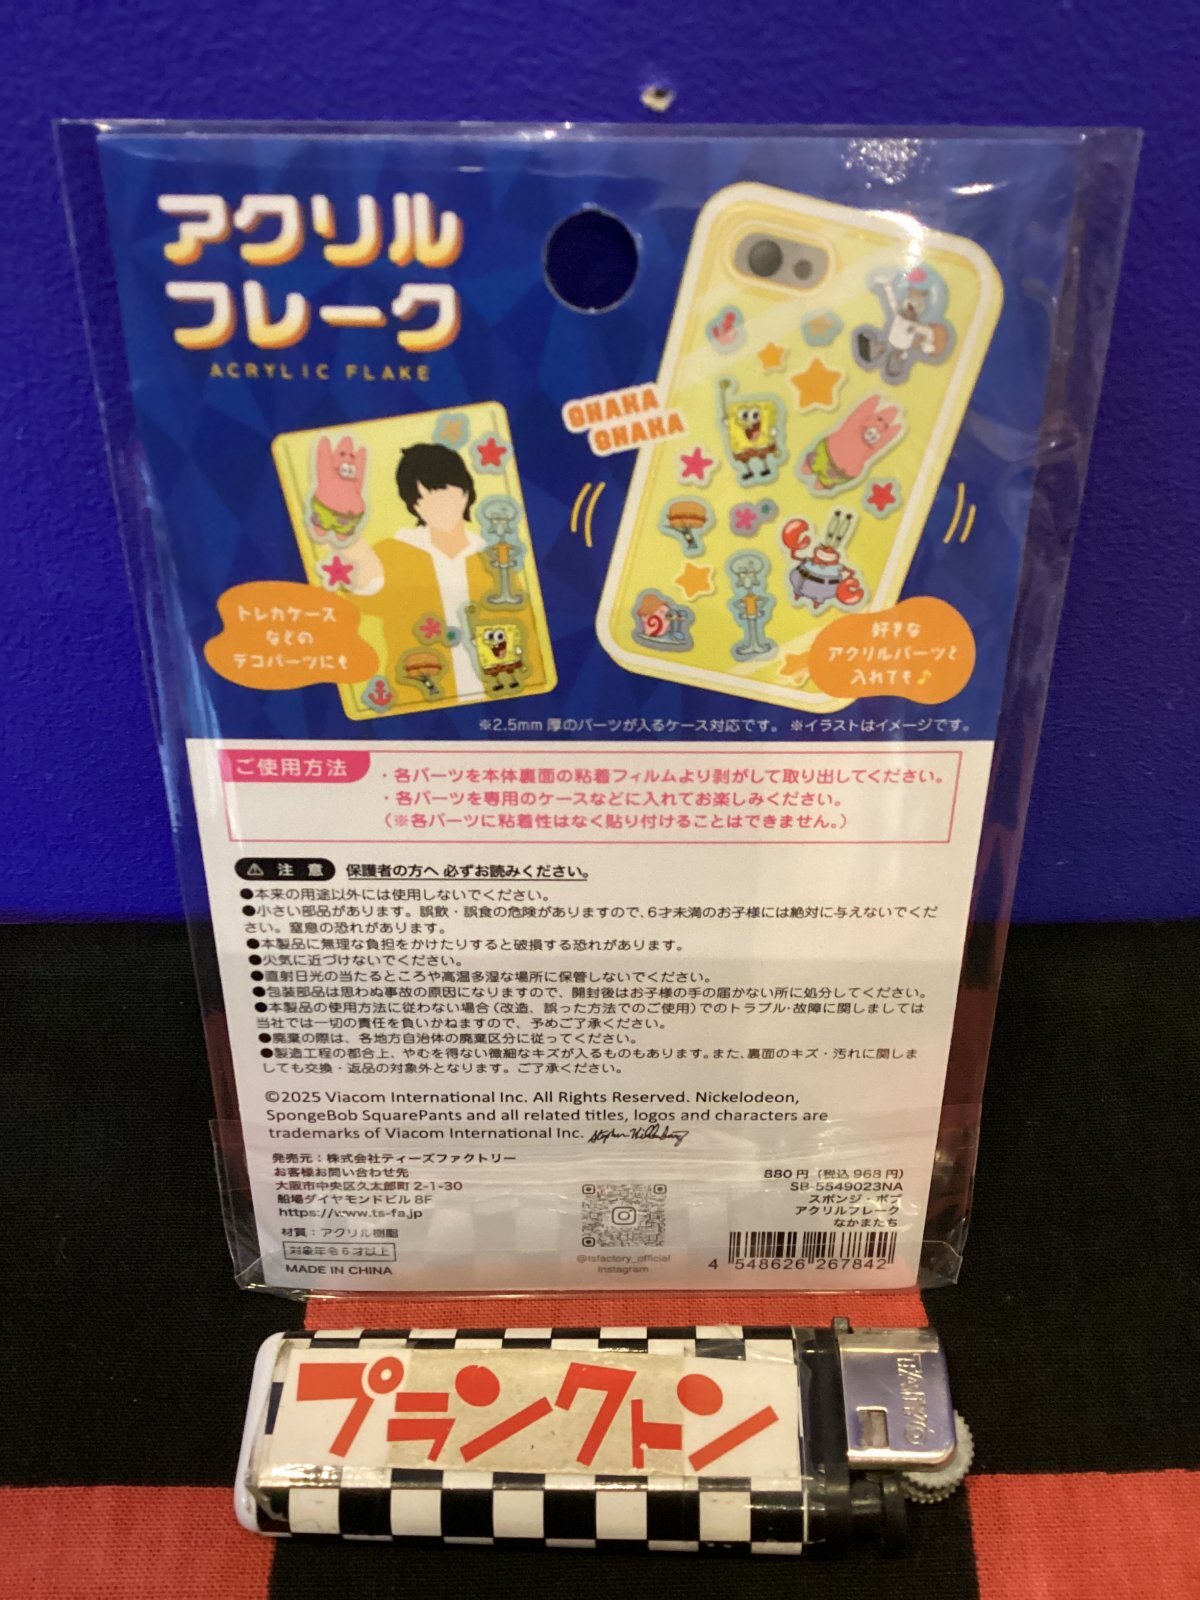 アクリル
フレーク
ACRYLIC FLAKE
SHAKA
SHAKA
トレカケース
などの
デコパーツにも
好きな
アクリルパーツを
入れても♪
※2.5mm 厚のパーツが入るケース対応です。 ※イラストはイメージです。
ご使用方法
・各パーツを本体裏面の粘着フィルムより剥がして取り出してください。
・各パーツを専用のケースなどに入れてお楽しみください。
（※各パーツに粘着性はなく貼り付けることはできません。）
⚠ 注 意 保護者の方へ 必ずお読みください。
●本来の用途以外には使用しないでください。
●小さい部品があります。誤飲・誤食の危険がありますので、6才未満のお子様には絶対に与えないでくだ
さい。窒息の恐れがあります。
●本製品に無理な負担をかけたりすると破損する恐れがあります。
●火気に近づけないでください。
●直射日光の当たるところや高温多湿な場所に保管しないでください。
●包装部品は思わぬ事故の原因になりますので、開封後はお子様の手の届かない所に処分してください。
●本製品の使用方法に従わない場合（改造、誤った方法でのご使用）でのトラブル・故障に関しましては
当社では一切の責任を負いかねますので、予めご了承ください。
●廃棄の際は、各地方自治体の廃棄区分に従ってください。
●製造工程の都合上、やむを得ない微細なキズが入るものもあります。また、裏面のキズ・汚れに関しま
しても交換・返品の対象外となります。ご了承ください。
©2025 Viacom International Inc. All Rights Reserved. Nickelodeon,
SpongeBob SquarePants and all related titles, logos and characters are
trademarks of Viacom International Inc. Stephen Hillenburg
発売元：株式会社ティーズファクトリー
お客様お問い合わせ先
大阪市中央区久太郎町 2-1-30
船場ダイヤモンドビル 8F
https://www.ts-fa.jp
材質：アクリル樹脂
対象年令6才以上
MADE IN CHINA
@tsfactory_official
Instagram
880円（税込 968 円）
SB-5549023NA
スポンジ・ボブ
アクリルフレーク
なかまたち
4 548626 267842
プランクトン